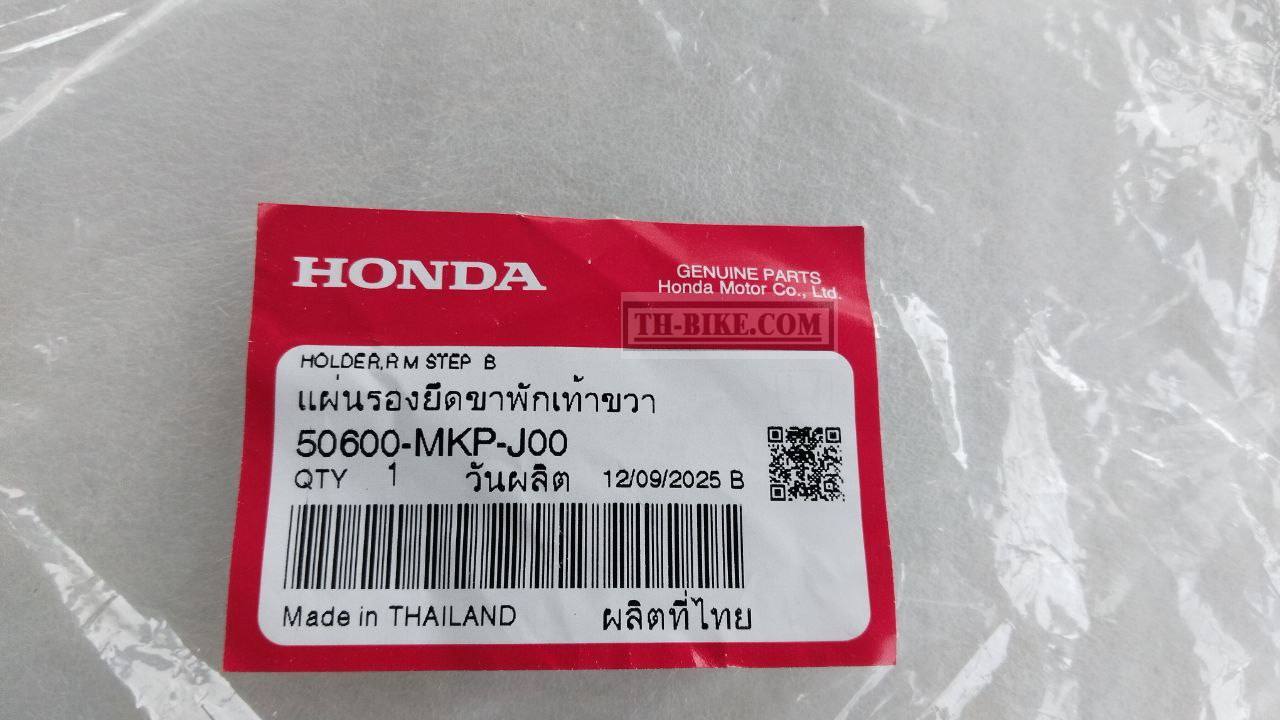 HONDA
GENUINE PARTS
Honda Motor Co., Ltd.
TH-BIKE.COM
HOLDER,R M STEP B
แผ่นรองยึดขาพักเท้าขวา
50600-MKP-J00
QTY 1 วันผลิต 12/09/2025 B
Made in THAILAND ผลิตที่ไทย